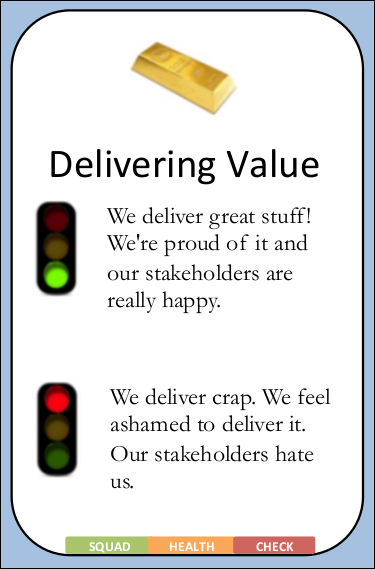 Delivering Value
We deliver great stuff!
We're proud of it and
our stakeholders are
really happy.
We deliver crap. We feel
ashamed to deliver it.
Our stakeholders hate
us.
SQUAD HEALTH CHECK